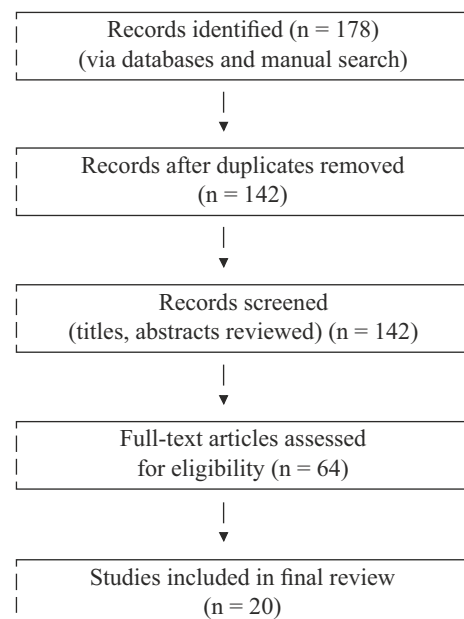 Records identified (n = 178)
(via databases and manual search)
Records after duplicates removed
(n = 142)
Records screened
(titles, abstracts reviewed) (n = 142)
Full-text articles assessed
for eligibility (n = 64)
Studies included in final review
(n = 20)